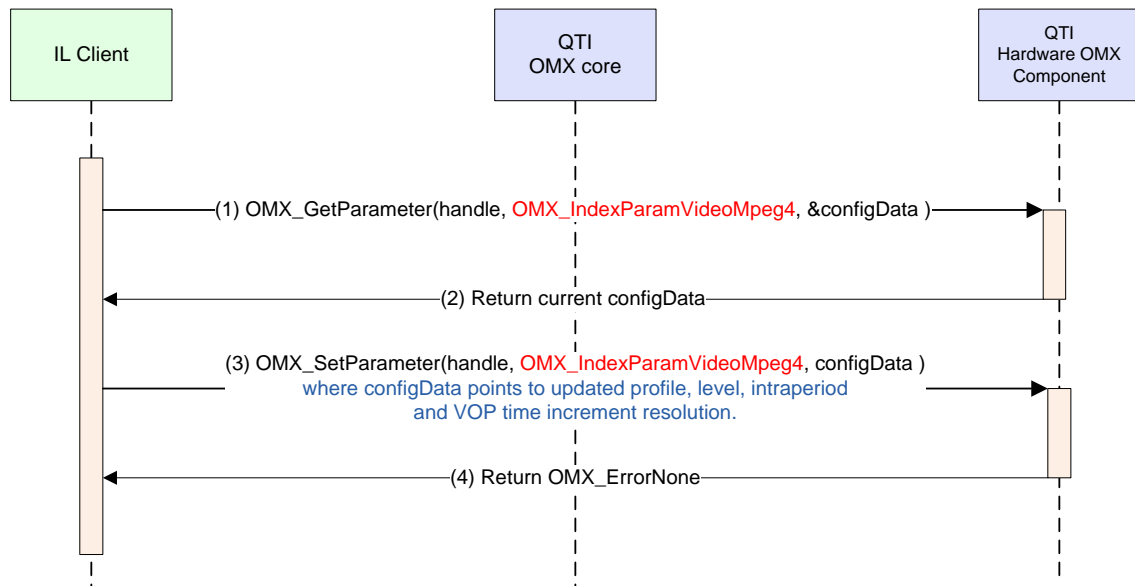 IL Client
QTI
OMX core
QTI
Hardware OMX
Component
(1) OMX_GetParameter(handle, OMX_IndexParamVideoMpeg4, &configData )
(2) Return current configData
(3) OMX_SetParameter(handle, OMX_IndexParamVideoMpeg4, configData )
where configData points to updated profile, level, intraperiod
and VOP time increment resolution.
(4) Return OMX_ErrorNone